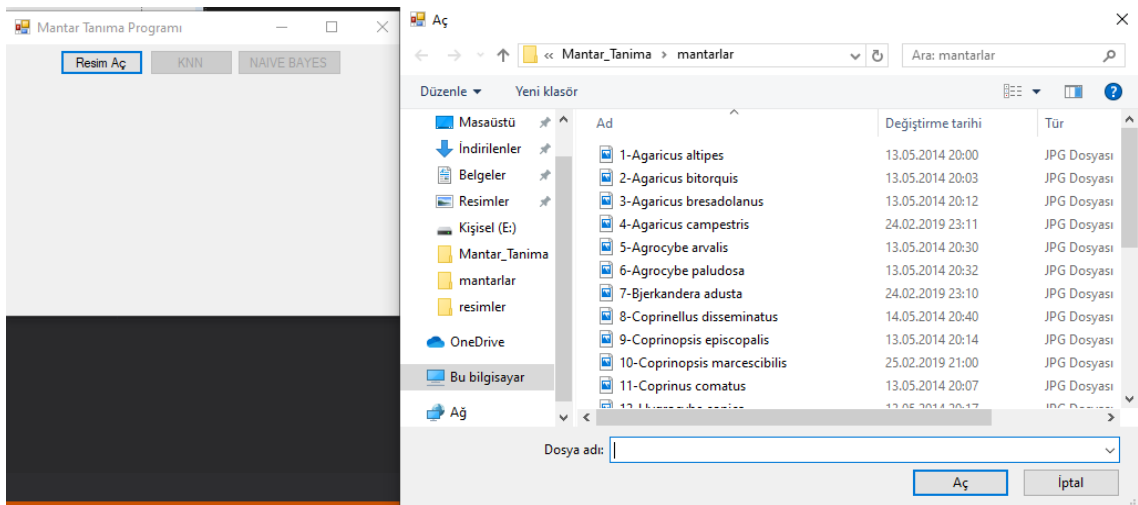 Mantar Tanıma Programı
Resim Aç KNN NAIVE BAYES
Aç
« Mantar_Tanima › mantarlar
Ara: mantarlar
Düzenle Yeni klasör
Masaüstü
İndirilenler
Belgeler
Resimler
Kişisel (E:)
Mantar_Tanima
mantarlar
resimler
OneDrive
Bu bilgisayar
Ağ
Ad Değiştirme tarihi Tür
1-Agaricus altipes 13.05.2014 20:00 JPG Dosyası
2-Agaricus bitorquis 13.05.2014 20:03 JPG Dosyası
3-Agaricus bresadolanus 13.05.2014 20:12 JPG Dosyası
4-Agaricus campestris 24.02.2019 23:11 JPG Dosyası
5-Agrocybe arvalis 13.05.2014 20:30 JPG Dosyası
6-Agrocybe paludosa 13.05.2014 20:32 JPG Dosyası
7-Bjerkandera adusta 24.02.2019 23:10 JPG Dosyası
8-Coprinellus disseminatus 14.05.2014 20:40 JPG Dosyası
9-Coprinopsis episcopalis 13.05.2014 20:14 JPG Dosyası
10-Coprinopsis marcescibilis 25.02.2019 21:00 JPG Dosyası
11-Coprinus comatus 13.05.2014 20:07 JPG Dosyası
Dosya adı:
Aç İptal